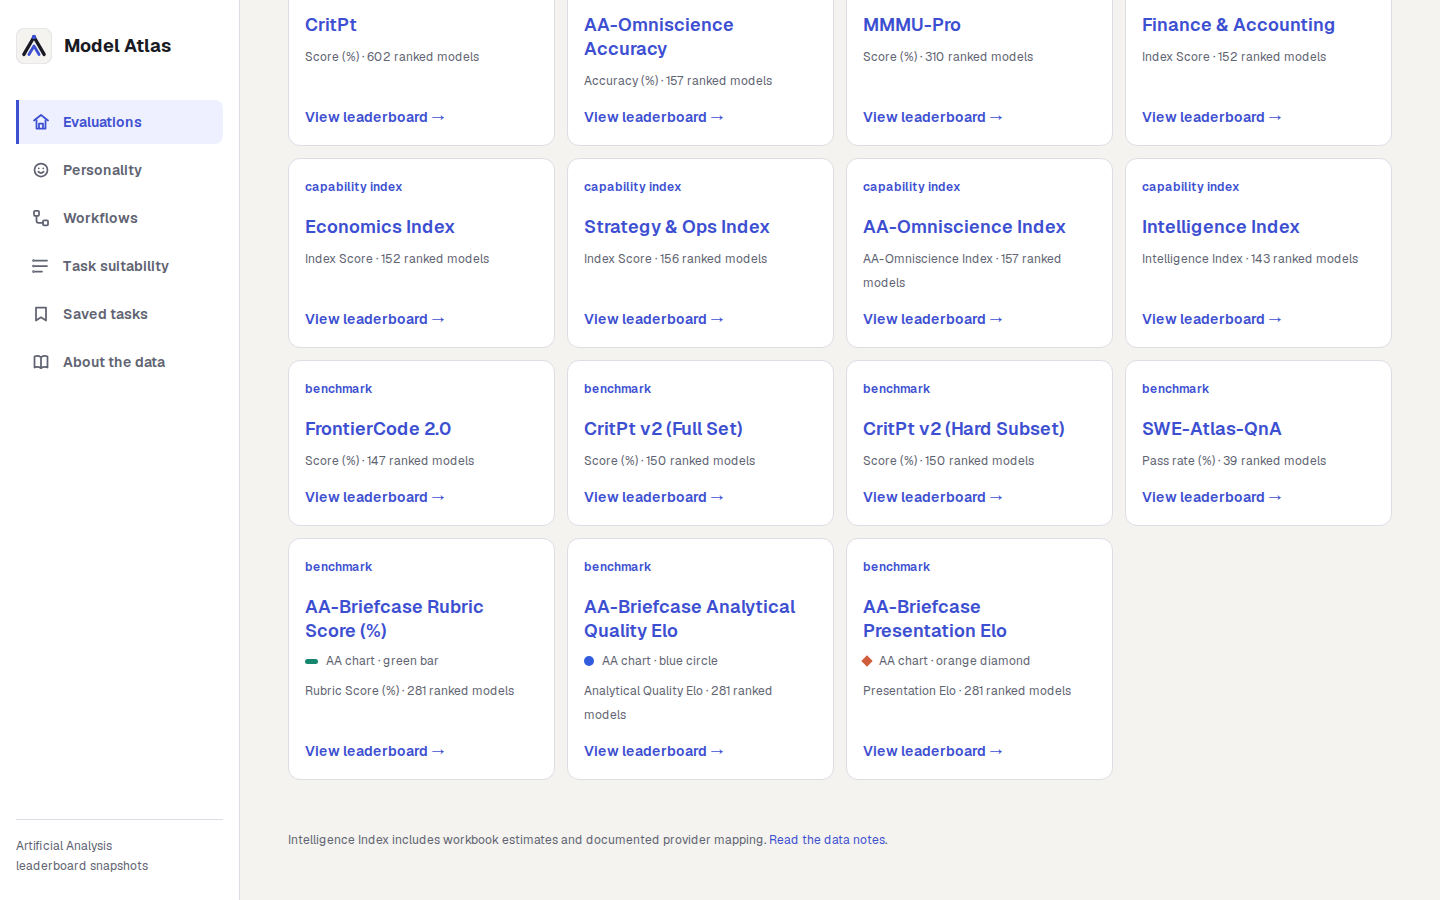 Model Atlas
Evaluations
Personality
Workflows
Task suitability
Saved tasks
About the data
Artificial Analysis
leaderboard snapshots
CritPt
Score (%) · 602 ranked models
View leaderboard →
AA-Omniscience
Accuracy
Accuracy (%) · 157 ranked models
View leaderboard →
MMMU-Pro
Score (%) · 310 ranked models
View leaderboard →
Finance & Accounting
Index Score · 152 ranked models
View leaderboard →
capability index
Economics Index
Index Score · 152 ranked models
View leaderboard →
capability index
Strategy & Ops Index
Index Score · 156 ranked models
View leaderboard →
capability index
AA-Omniscience Index
AA-Omniscience Index · 157 ranked
models
View leaderboard →
capability index
Intelligence Index
Intelligence Index · 143 ranked models
View leaderboard →
benchmark
FrontierCode 2.0
Score (%) · 147 ranked models
View leaderboard →
benchmark
CritPt v2 (Full Set)
Score (%) · 150 ranked models
View leaderboard →
benchmark
CritPt v2 (Hard Subset)
Score (%) · 150 ranked models
View leaderboard →
benchmark
SWE-Atlas-QnA
Pass rate (%) · 39 ranked models
View leaderboard →
benchmark
AA-Briefcase Rubric
Score (%)
AA chart · green bar
Rubric Score (%) · 281 ranked models
View leaderboard →
benchmark
AA-Briefcase Analytical
Quality Elo
AA chart · blue circle
Analytical Quality Elo · 281 ranked
models
View leaderboard →
benchmark
AA-Briefcase
Presentation Elo
AA chart · orange diamond
Presentation Elo · 281 ranked models
View leaderboard →
Intelligence Index includes workbook estimates and documented provider mapping. Read the data notes.